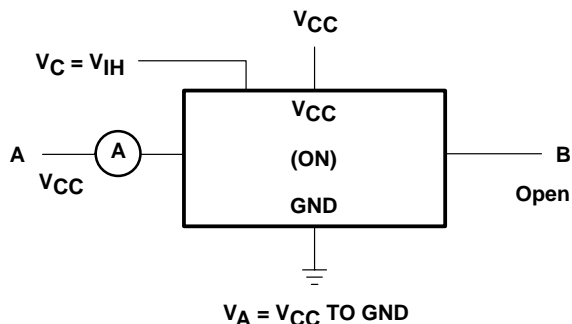 VCC
VC = VIH
VCC
A
A
(ON)
B
VCC
GND
Open
VA = VCC TO GND